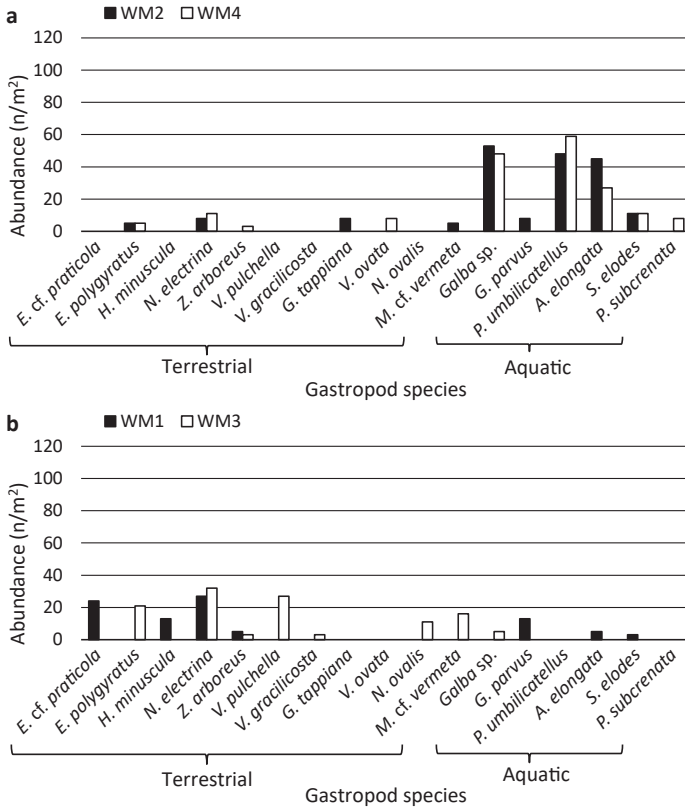 a
WM2 WM4
Abundance (n/m²)
120
100
80
60
40
20
0
E. cf. praticola
E. polygyratus
H. minuscula
N. electrina
Z. arboreus
V. pulchella
V. gracilicosta
G. tappiana
V. ovata
N. ovalis
M. cf. vermeta
Galba sp.
G. parvus
P. umbilicatellus
A. elongata
S. elodes
P. subcrenata
Terrestrial
Aquatic
Gastropod species
b
WM1 WM3
Abundance (n/m²)
120
100
80
60
40
20
0
E. cf. praticola
E. polygyratus
H. minuscula
N. electrina
Z. arboreus
V. pulchella
V. gracilicosta
G. tappiana
V. ovata
N. ovalis
M. cf. vermeta
Galba sp.
G. parvus
P. umbilicatellus
A. elongata
S. elodes
P. subcrenata
Terrestrial
Aquatic
Gastropod species